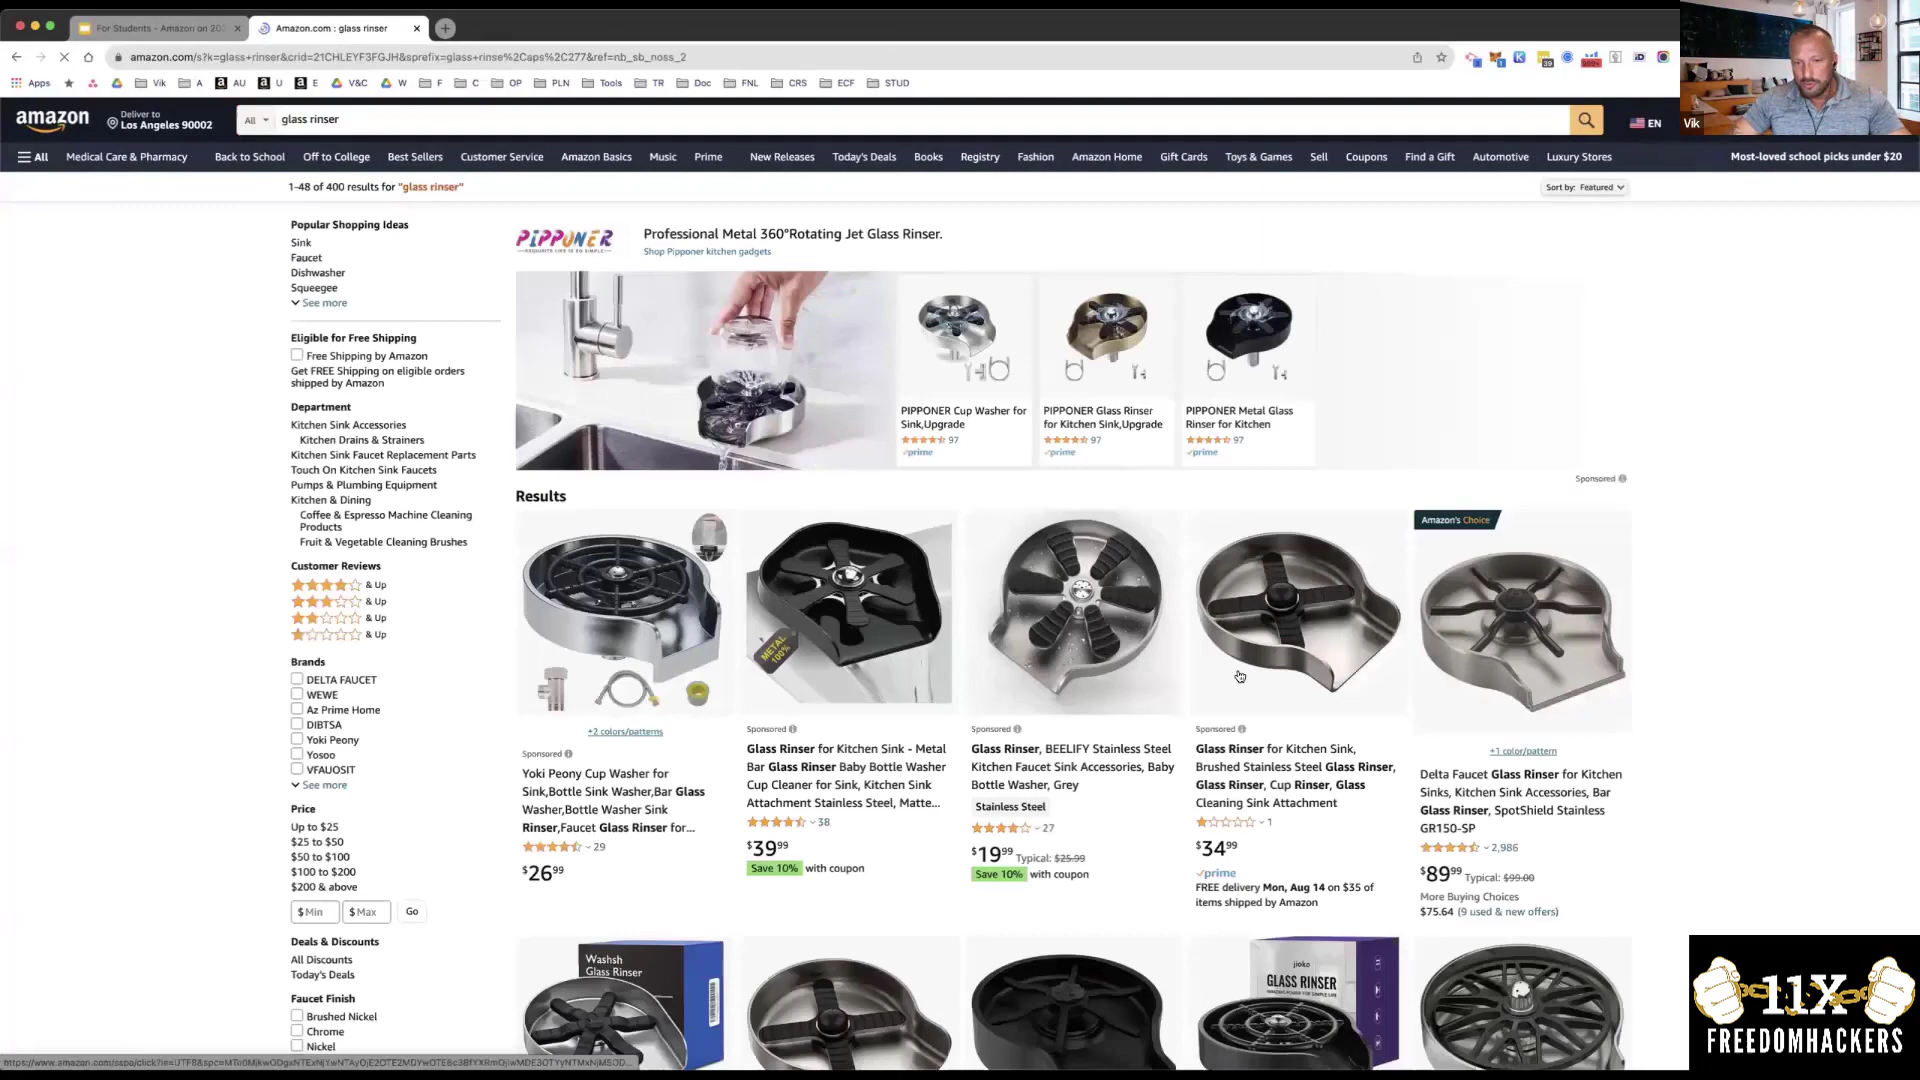 For Students - Amazon on 20
Amazon.com : glass rinser
amazon.com/s?k=glass+rinser&crid=21CHLEYF3FGJH&sprefix=glass+rinse%2Caps%2C277&ref=nb_sb_noss_2
Apps
Vik
A
AU
U
E
V&C
W
F
C
OP
PLN
Tools
TR
Doc
FNL
CRS
ECF
STUD
Vik
amazon
Deliver to
Los Angeles 90002
All
glass rinser
EN
All
Medical Care & Pharmacy
Back to School
Off to College
Best Sellers
Customer Service
Amazon Basics
Music
Prime
New Releases
Today's Deals
Books
Registry
Fashion
Amazon Home
Gift Cards
Toys & Games
Sell
Coupons
Find a Gift
Automotive
Luxury Stores
Most-loved school picks under $20
1-48 of 400 results for "glass rinser"
Sort by: Featured
Popular Shopping Ideas
Sink
Faucet
Dishwasher
Squeegee
See more
Eligible for Free Shipping
Free Shipping by Amazon
Get FREE Shipping on eligible orders
shipped by Amazon
Department
Kitchen Sink Accessories
Kitchen Drains & Strainers
Kitchen Sink Faucet Replacement Parts
Touch On Kitchen Sink Faucets
Pumps & Plumbing Equipment
Kitchen & Dining
Coffee & Espresso Machine Cleaning
Products
Fruit & Vegetable Cleaning Brushes
Customer Reviews
& Up
& Up
& Up
& Up
Brands
DELTA FAUCET
WEWE
Az Prime Home
DIBTSA
Yoki Peony
Yosoo
VFAUOSIT
See more
Price
Up to $25
$25 to $50
$50 to $100
$100 to $200
$200 & above
$ Min
$ Max
Go
Deals & Discounts
All Discounts
Today's Deals
Faucet Finish
Brushed Nickel
Chrome
Nickel
PIPPONER
Professional Metal 360°Rotating Jet Glass Rinser.
Shop Pipponer kitchen gadgets
PIPPONER Cup Washer for
Sink,Upgrade
97
prime
PIPPONER Glass Rinser
for Kitchen Sink,Upgrade
97
prime
PIPPONER Metal Glass
Rinser for Kitchen
97
prime
Sponsored
Results
+2 colors/patterns
Sponsored
Yoki Peony Cup Washer for
Sink,Bottle Sink Washer,Bar Glass
Washer,Bottle Washer Sink
Rinser,Faucet Glass Rinser for...
29
$26 99
METAL
100%
Sponsored
Glass Rinser for Kitchen Sink - Metal
Bar Glass Rinser Baby Bottle Washer
Cup Cleaner for Sink, Kitchen Sink
Attachment Stainless Steel, Matte...
38
$39 99
Save 10% with coupon
Sponsored
Glass Rinser, BEELIFY Stainless Steel
Kitchen Faucet Sink Accessories, Baby
Bottle Washer, Grey
Stainless Steel
27
$19 99 Typical: $25.99
Save 10% with coupon
Sponsored
Glass Rinser for Kitchen Sink,
Brushed Stainless Steel Glass Rinser,
Glass Rinser, Cup Rinser, Glass
Cleaning Sink Attachment
1
$34 99
prime
FREE delivery Mon, Aug 14 on $35 of
items shipped by Amazon
Amazon's Choice
+1 color/pattern
Delta Faucet Glass Rinser for Kitchen
Sinks, Kitchen Sink Accessories, Bar
Glass Rinser, SpotShield Stainless
GR150-SP
2,986
$89 99 Typical: $99.00
More Buying Choices
$75.64 (9 used & new offers)
Washsh
Glass Rinser
jioko
GLASS RINSER
11X
FREEDOMHACKERS